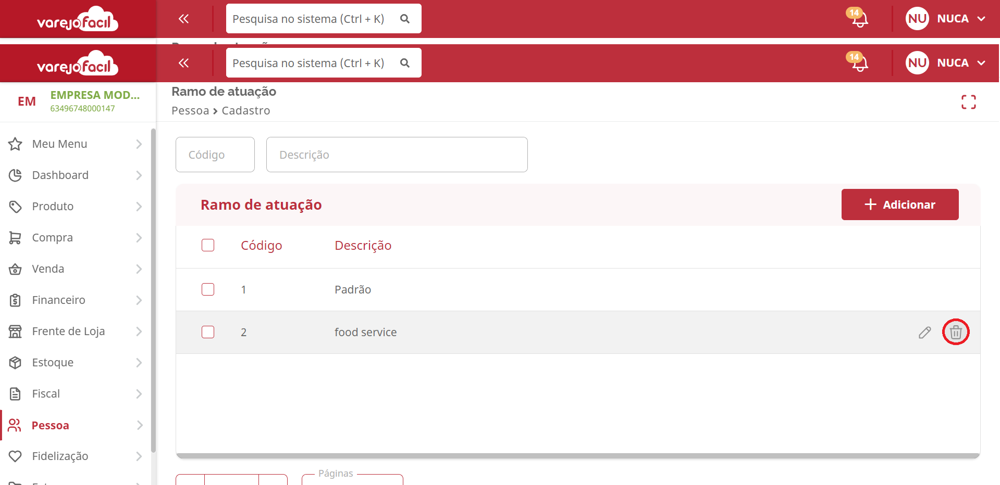 varejofacil
Pesquisa no sistema (Ctrl + K)
14
NU
NUCA
varejofacil
Pesquisa no sistema (Ctrl + K)
14
NU
NUCA
EM
EMPRESA MOD...
63496748000147
Ramo de atuação
Pessoa > Cadastro
Meu Menu
Dashboard
Produto
Compra
Venda
Financeiro
Frente de Loja
Estoque
Fiscal
Pessoa
Fidelização
Código
Descrição
Ramo de atuação
Adicionar
Código Descrição
1 Padrão
2 food service
Páginas